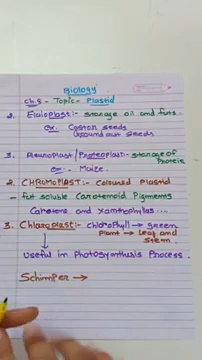 Biology
Ch.8 - Topic - Plastid
2. Elaioplast:- storage oil and fats.
ex. Castor seeds
Ground nut seeds
3. Aleuroplast/Proteoplast:- storage of
Protein
ex:- Maize.
2. CHROMOPLAST:- Coloured Plastid
- fat soluble Carotenoid Pigments
Carotene and xanthophylls....
3. Chloroplast:- chlorophyll → green
Plant → leaf and
stem
useful in Photosynthesis Process.
Schimper →